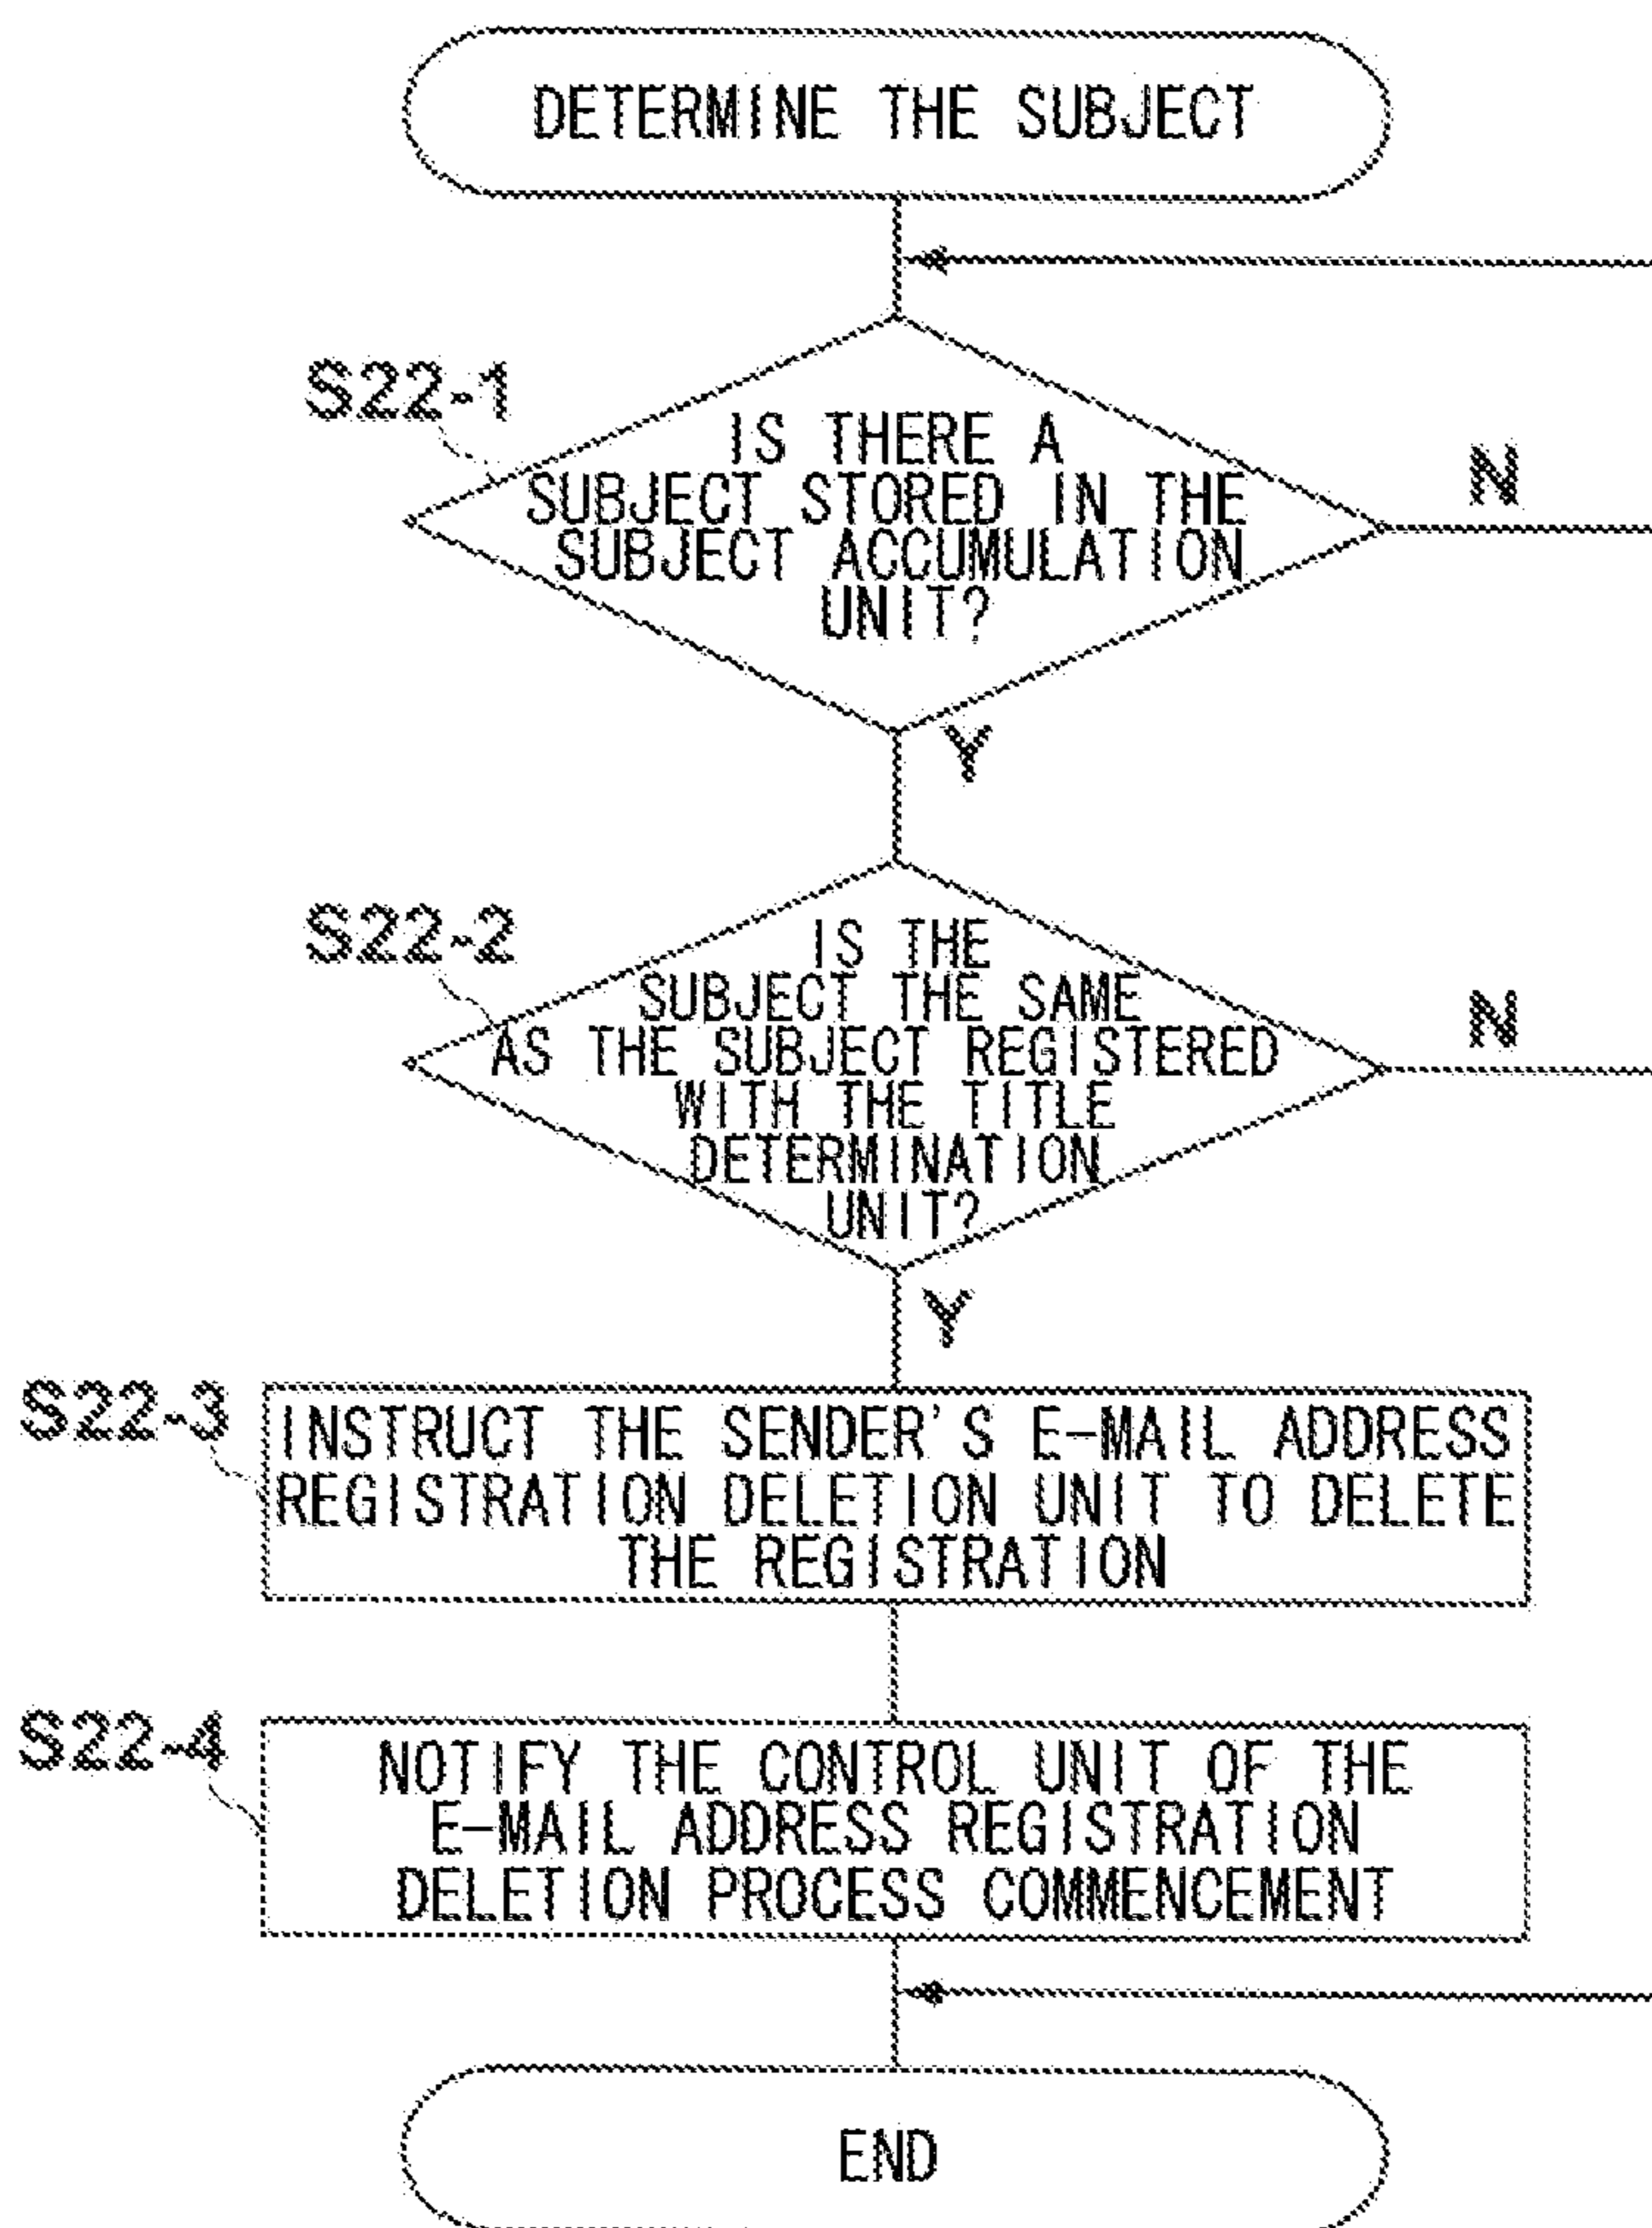 DETERMINE THE SUBJECT
S22-1
IS THERE A
SUBJECT STORED IN THE
SUBJECT ACCUMULATION
UNIT?
N
Y
S22-2
IS THE
SUBJECT THE SAME
AS THE SUBJECT REGISTERED
WITH THE TITLE
DETERMINATION
UNIT?
N
Y
S22-3
INSTRUCT THE SENDER'S E-MAIL ADDRESS
REGISTRATION DELETION UNIT TO DELETE
THE REGISTRATION
S22-4
NOTIFY THE CONTROL UNIT OF THE
E-MAIL ADDRESS REGISTRATION
DELETION PROCESS COMMENCEMENT
END